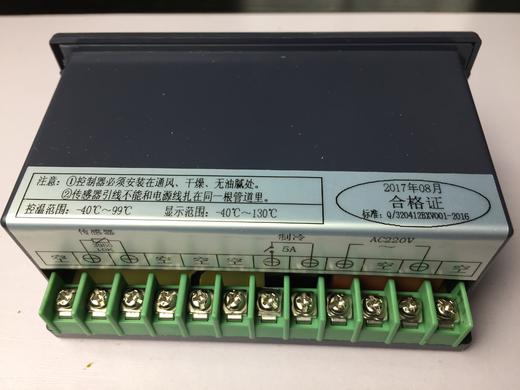 注意：①控制器必须安装在通风、干燥、无油腻处。
②传感器引线不能和电源线扎在同一根管道里。
控温范围：-40℃~99℃ 显示范围：-40℃~130℃
2017年08月
合格证
标准：Q/320412BXW001-2016
传感器 制冷 AC220V
10K 5A
空 空 空 空 空 空